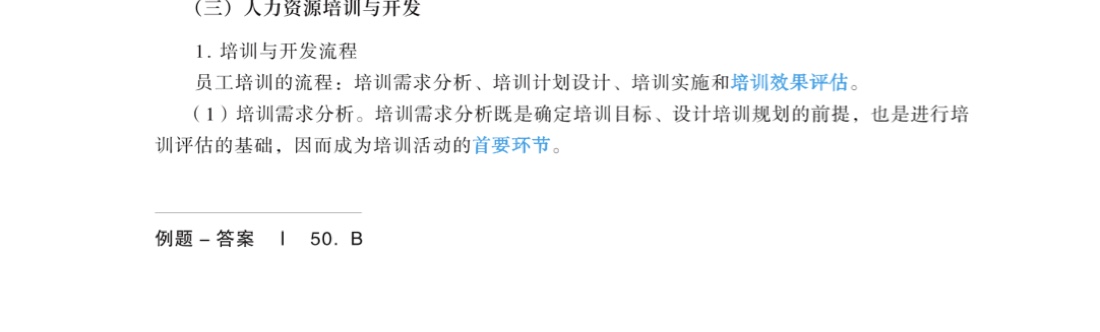 （三）人力资源培训与开发
1. 培训与开发流程
员工培训的流程：培训需求分析、培训计划设计、培训实施和培训效果评估。
（1）培训需求分析。培训需求分析既是确定培训目标、设计培训规划的前提，也是进行培
训评估的基础，因而成为培训活动的首要环节。
例题 – 答案 | 50. B